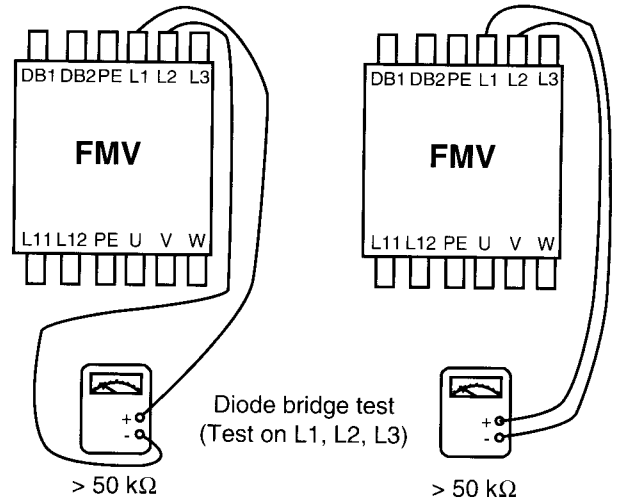 DB1 DB2 PE L1 L2 L3
FMV
L11 L12 PE U V W
+
-
> 50 kΩ
Diode bridge test
(Test on L1, L2, L3)
DB1 DB2 PE L1 L2 L3
FMV
L11 L12 PE U V W
+
-
> 50 kΩ